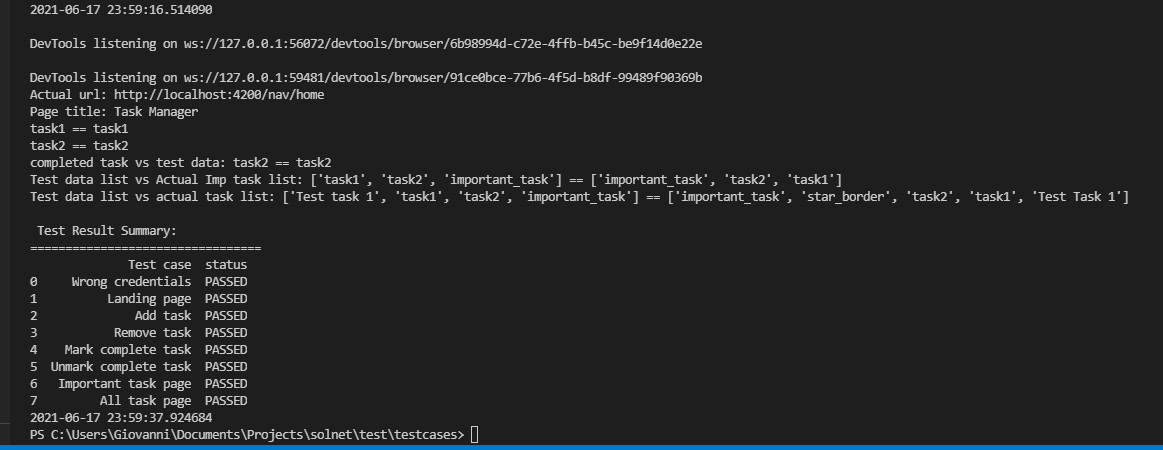 2021-06-17 23:59:16.514090
DevTools listening on ws://127.0.0.1:56072/devtools/browser/6b98994d-c72e-4ffb-b45c-be9f14d0e22e
DevTools listening on ws://127.0.0.1:59481/devtools/browser/91ce0bce-77b6-4f5d-b8df-99489f90369b
Actual url: http://localhost:4200/nav/home
Page title: Task Manager
task1 == task1
task2 == task2
completed task vs test data: task2 == task2
Test data list vs Actual Imp task list: ['task1', 'task2', 'important_task'] == ['important_task', 'task2', 'task1']
Test data list vs actual task list: ['Test task 1', 'task1', 'task2', 'important_task'] == ['important_task', 'star_border', 'task2', 'task1', 'Test Task 1']
Test Result Summary:
=================================
Test case  status
0     Wrong credentials  PASSED
1          Landing page  PASSED
2              Add task  PASSED
3           Remove task  PASSED
4    Mark complete task  PASSED
5  Unmark complete task  PASSED
6   Important task page  PASSED
7         All task page  PASSED
2021-06-17 23:59:37.924684
PS C:\Users\Giovanni\Documents\Projects\solnet\test\testcases>